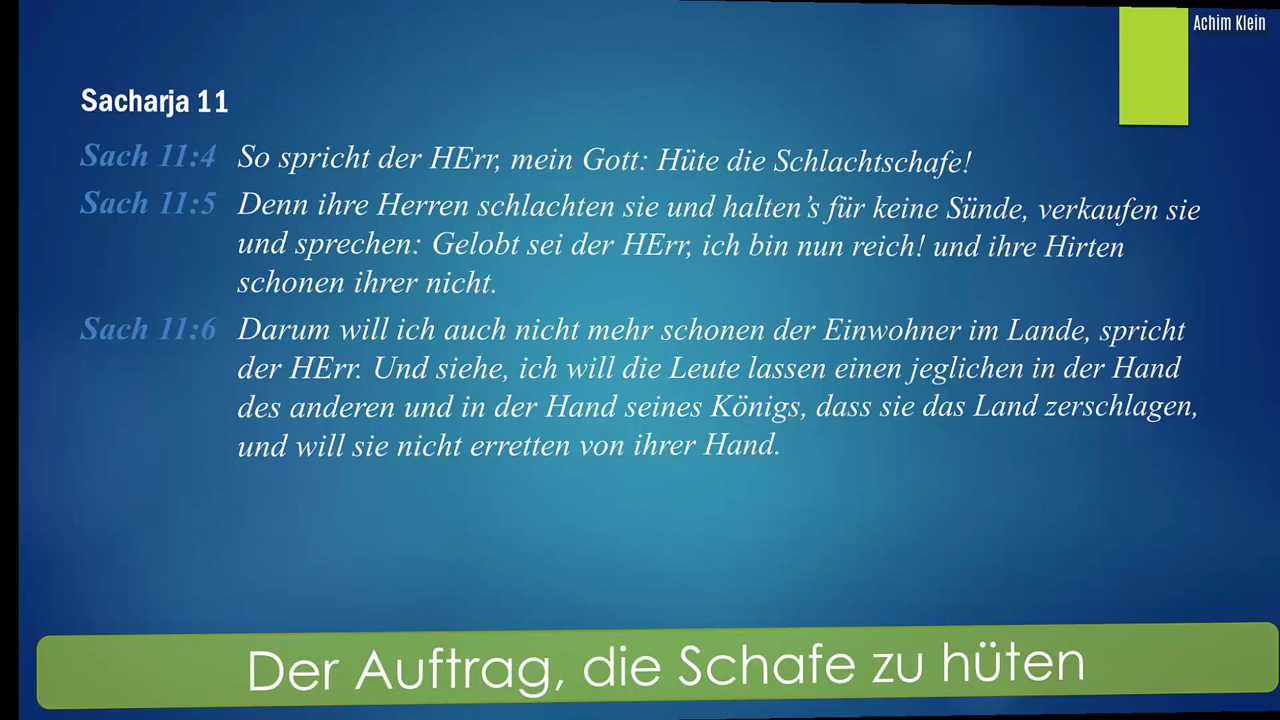 Achim Klein
Sacharja 11
Sach 11:4 So spricht der HErr, mein Gott: Hüte die Schlachtschafe!
Sach 11:5 Denn ihre Herren schlachten sie und halten’s für keine Sünde, verkaufen sie
und sprechen: Gelobt sei der HErr, ich bin nun reich! und ihre Hirten
schonen ihrer nicht.
Sach 11:6 Darum will ich auch nicht mehr schonen der Einwohner im Lande, spricht
der HErr. Und siehe, ich will die Leute lassen einen jeglichen in der Hand
des anderen und in der Hand seines Königs, dass sie das Land zerschlagen,
und will sie nicht erretten von ihrer Hand.
Der Auftrag, die Schafe zu hüten